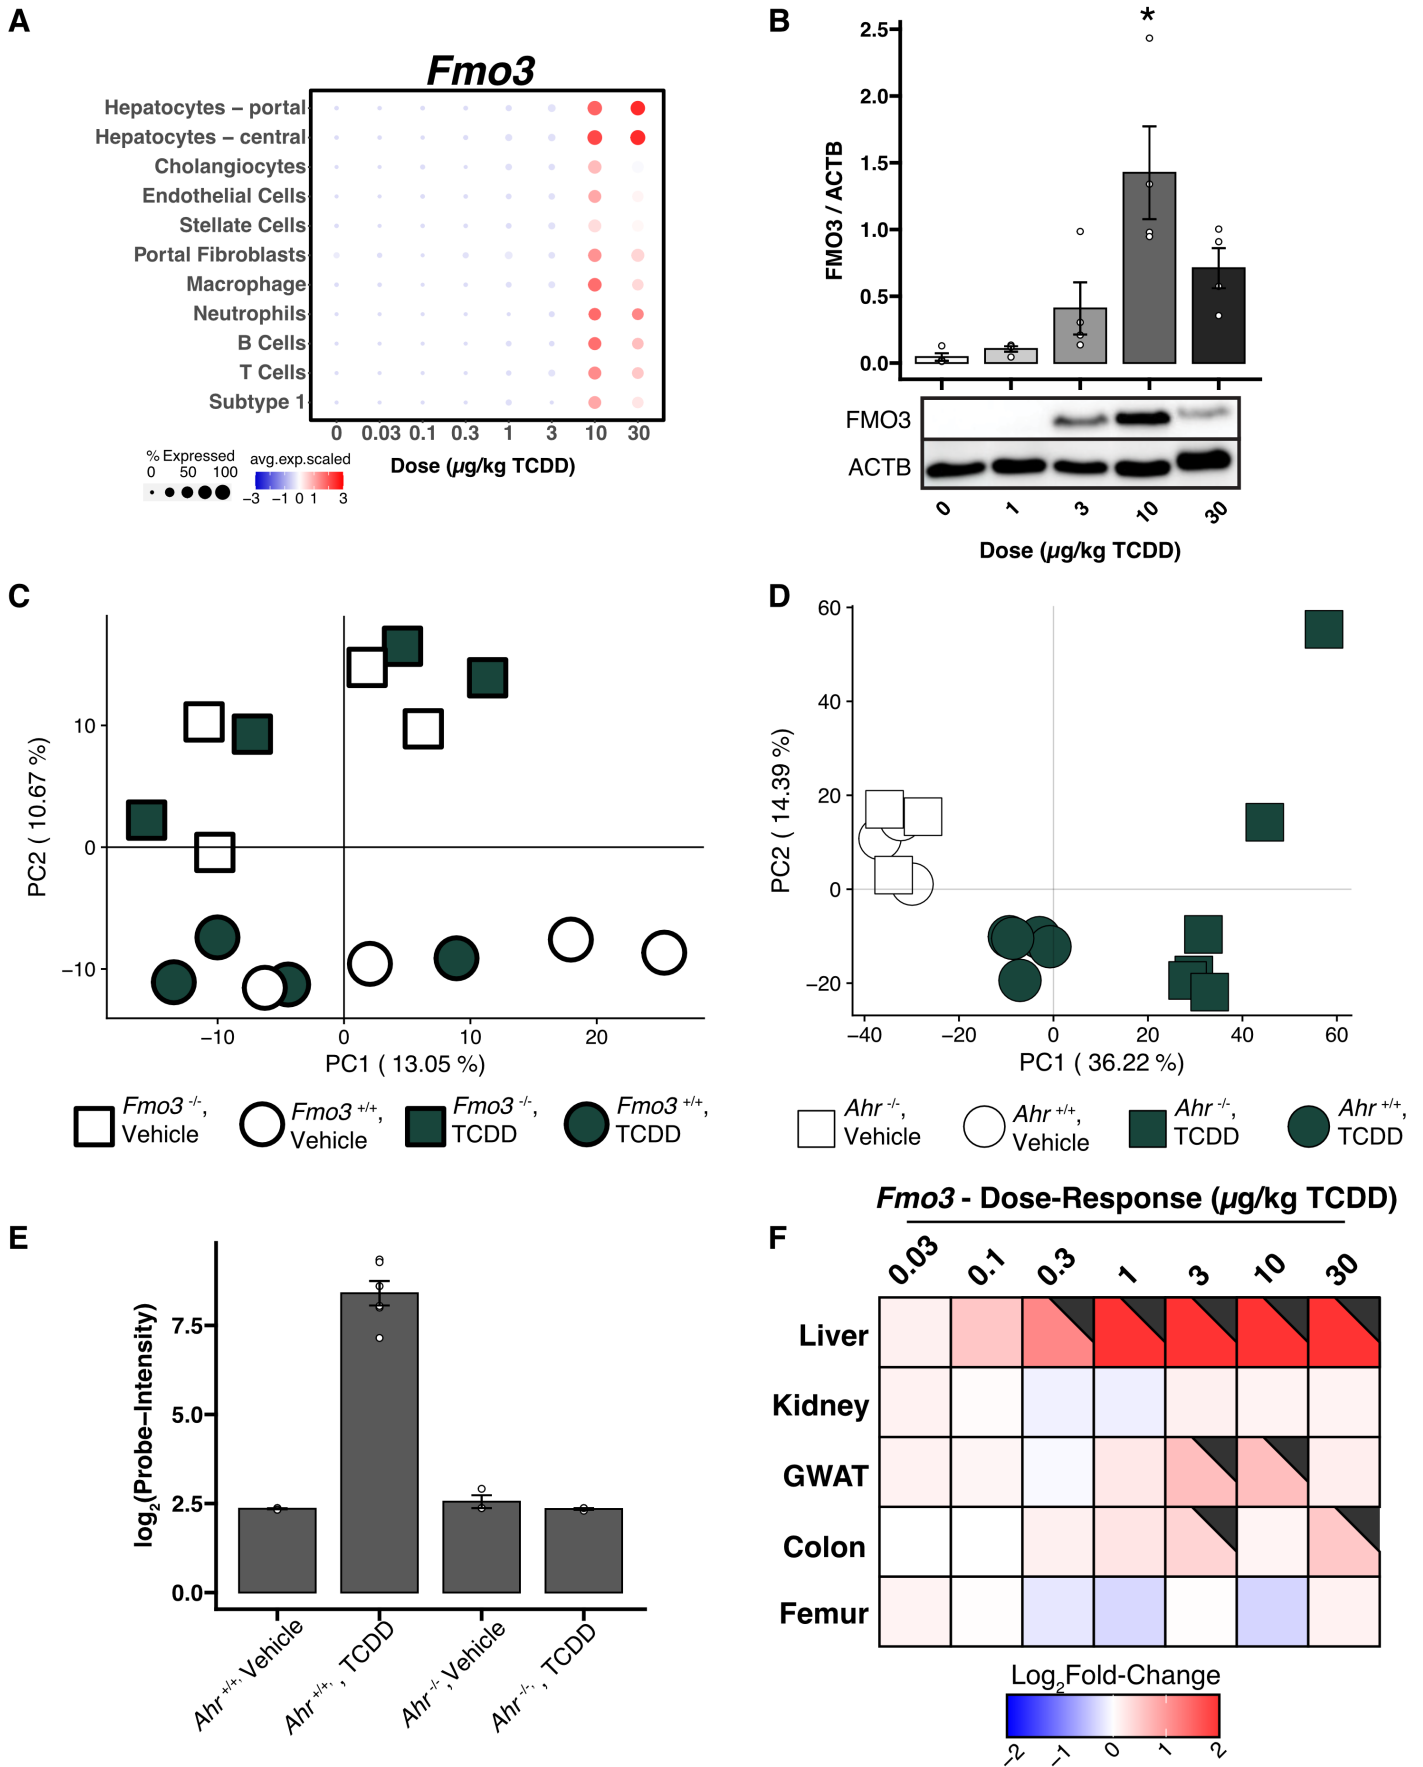 A
Fmo3
Hepatocytes – portal
Hepatocytes – central
Cholangiocytes
Endothelial Cells
Stellate Cells
Portal Fibroblasts
Macrophage
Neutrophils
B Cells
T Cells
Subtype 1
0 0.03 0.1 0.3 1 3 10 30
Dose (µg/kg TCDD)
% Expressed
0 50 100
avg.exp.scaled
−3 −1 0 1 3
B
*
FMO3 / ACTB
2.5
2.0
1.5
1.0
0.5
0.0
FMO3
ACTB
0 1 3 10 30
Dose (µg/kg TCDD)
C
PC2 ( 10.67 %)
10
0
−10
−10 0 10 20
PC1 ( 13.05 %)
Fmo3 -/-, Vehicle
Fmo3 +/+, Vehicle
Fmo3 -/-, TCDD
Fmo3 +/+, TCDD
D
PC2 ( 14.39 %)
60
40
20
0
−20
−40 −20 0 20 40 60
PC1 ( 36.22 %)
Ahr -/-, Vehicle
Ahr +/+, Vehicle
Ahr -/-, TCDD
Ahr +/+, TCDD
E
log2(Probe−Intensity)
7.5
5.0
2.5
0.0
Ahr +/+, Vehicle
Ahr +/+, , TCDD
Ahr -/-, Vehicle
Ahr -/-, , TCDD
F
Fmo3 - Dose-Response (µg/kg TCDD)
0.03 0.1 0.3 1 3 10 30
Liver
Kidney
GWAT
Colon
Femur
Log2Fold-Change
-2 -1 0 1 2